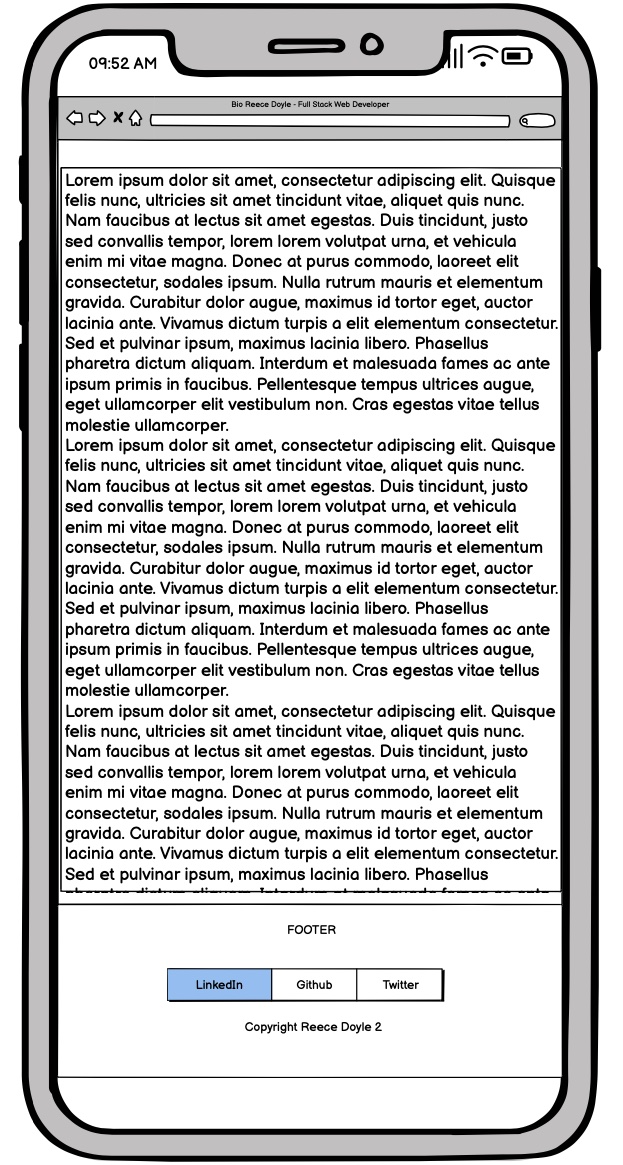 09:52 AM
Bio Reece Doyle - Full Stack Web Developer
Lorem ipsum dolor sit amet, consectetur adipiscing elit. Quisque
felis nunc, ultricies sit amet tincidunt vitae, aliquet quis nunc.
Nam faucibus at lectus sit amet egestas. Duis tincidunt, justo
sed convallis tempor, lorem lorem volutpat urna, et vehicula
enim mi vitae magna. Donec at purus commodo, laoreet elit
consectetur, sodales ipsum. Nulla rutrum mauris et elementum
gravida. Curabitur dolor augue, maximus id tortor eget, auctor
lacinia ante. Vivamus dictum turpis a elit elementum consectetur.
Sed et pulvinar ipsum, maximus lacinia libero. Phasellus
pharetra dictum aliquam. Interdum et malesuada fames ac ante
ipsum primis in faucibus. Pellentesque tempus ultrices augue,
eget ullamcorper elit vestibulum non. Cras egestas vitae tellus
molestie ullamcorper.
Lorem ipsum dolor sit amet, consectetur adipiscing elit. Quisque
felis nunc, ultricies sit amet tincidunt vitae, aliquet quis nunc.
Nam faucibus at lectus sit amet egestas. Duis tincidunt, justo
sed convallis tempor, lorem lorem volutpat urna, et vehicula
enim mi vitae magna. Donec at purus commodo, laoreet elit
consectetur, sodales ipsum. Nulla rutrum mauris et elementum
gravida. Curabitur dolor augue, maximus id tortor eget, auctor
lacinia ante. Vivamus dictum turpis a elit elementum consectetur.
Sed et pulvinar ipsum, maximus lacinia libero. Phasellus
pharetra dictum aliquam. Interdum et malesuada fames ac ante
ipsum primis in faucibus. Pellentesque tempus ultrices augue,
eget ullamcorper elit vestibulum non. Cras egestas vitae tellus
molestie ullamcorper.
Lorem ipsum dolor sit amet, consectetur adipiscing elit. Quisque
felis nunc, ultricies sit amet tincidunt vitae, aliquet quis nunc.
Nam faucibus at lectus sit amet egestas. Duis tincidunt, justo
sed convallis tempor, lorem lorem volutpat urna, et vehicula
enim mi vitae magna. Donec at purus commodo, laoreet elit
consectetur, sodales ipsum. Nulla rutrum mauris et elementum
gravida. Curabitur dolor augue, maximus id tortor eget, auctor
lacinia ante. Vivamus dictum turpis a elit elementum consectetur.
Sed et pulvinar ipsum, maximus lacinia libero. Phasellus
FOOTER
LinkedIn Github Twitter
Copyright Reece Doyle 2